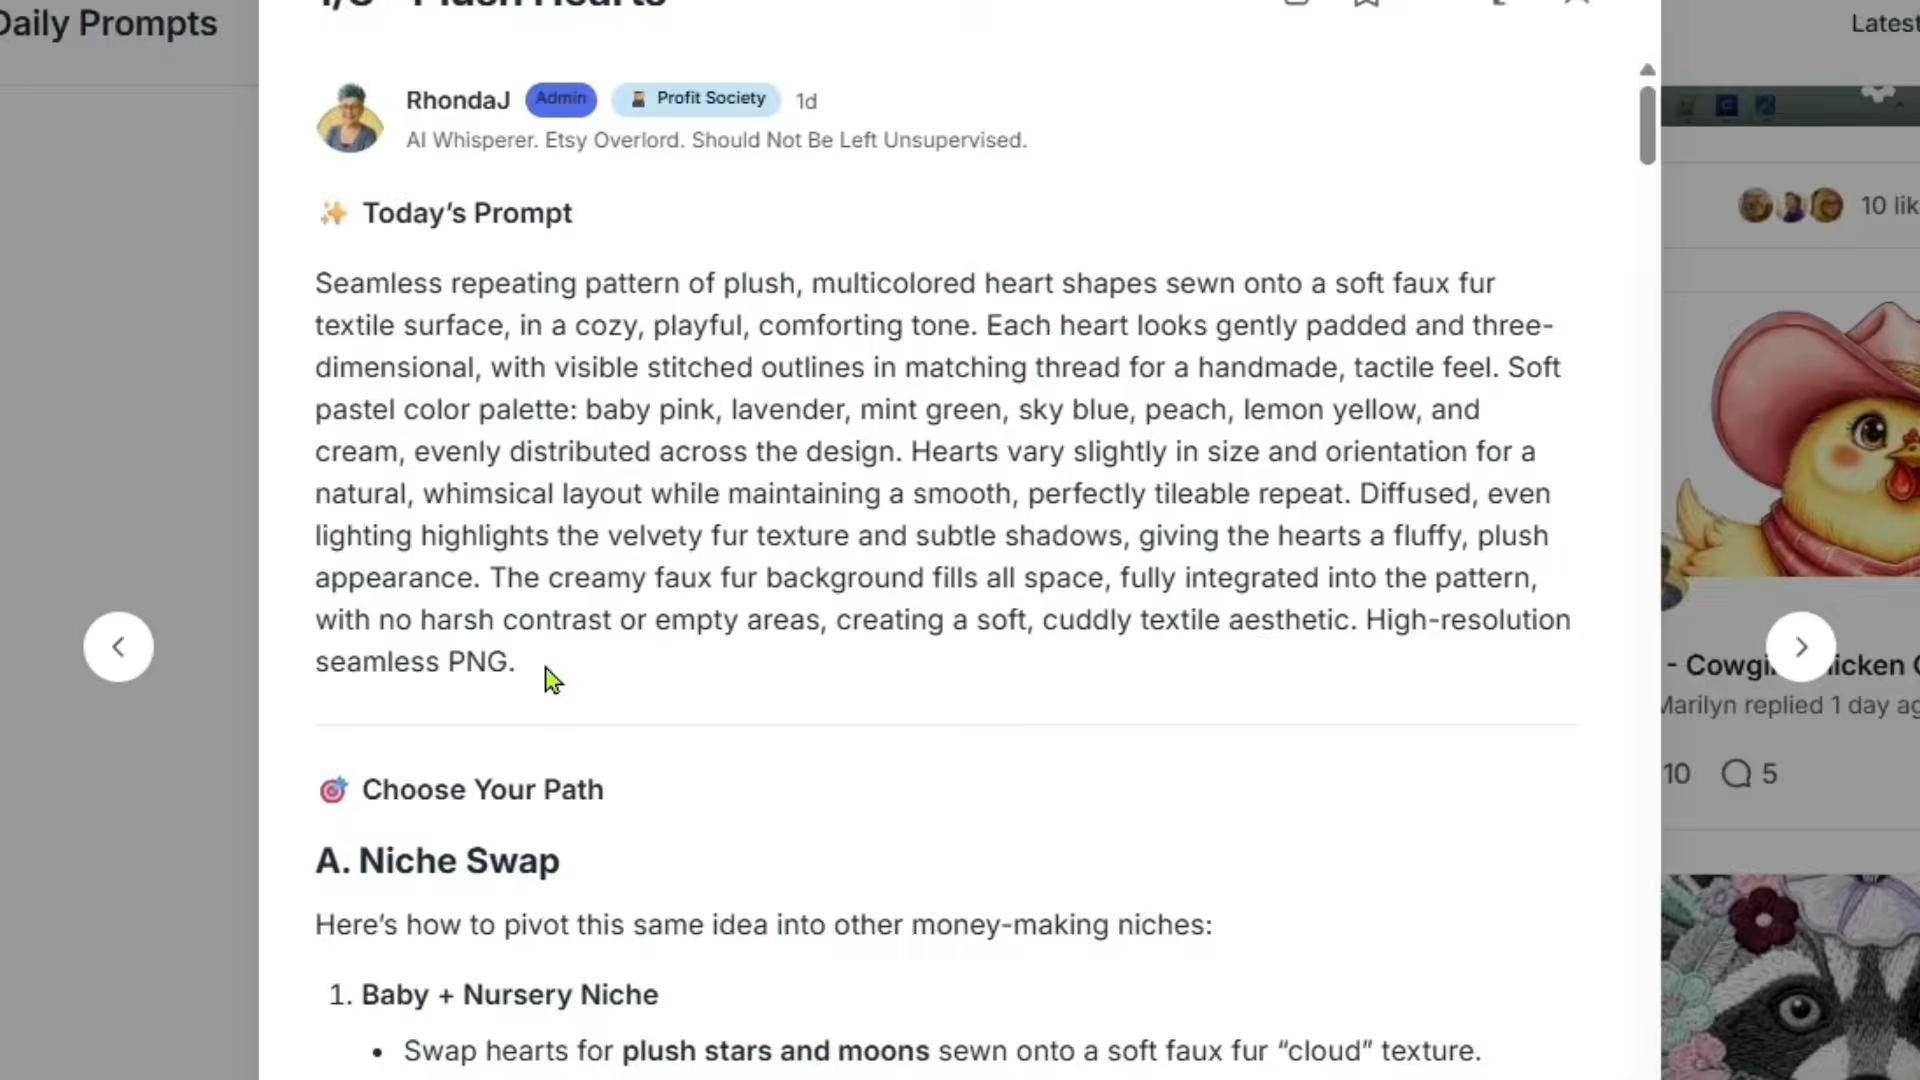 Daily Prompts
Plush Hearts
Latest
RhondaJ Admin Profit Society 1d
AI Whisperer. Etsy Overlord. Should Not Be Left Unsupervised.
Today’s Prompt
Seamless repeating pattern of plush, multicolored heart shapes sewn onto a soft faux fur
textile surface, in a cozy, playful, comforting tone. Each heart looks gently padded and three-
dimensional, with visible stitched outlines in matching thread for a handmade, tactile feel. Soft
pastel color palette: baby pink, lavender, mint green, sky blue, peach, lemon yellow, and
cream, evenly distributed across the design. Hearts vary slightly in size and orientation for a
natural, whimsical layout while maintaining a smooth, perfectly tileable repeat. Diffused, even
lighting highlights the velvety fur texture and subtle shadows, giving the hearts a fluffy, plush
appearance. The creamy faux fur background fills all space, fully integrated into the pattern,
with no harsh contrast or empty areas, creating a soft, cuddly textile aesthetic. High-resolution
seamless PNG.
Choose Your Path
A. Niche Swap
Here’s how to pivot this same idea into other money-making niches:
1. Baby + Nursery Niche
• Swap hearts for plush stars and moons sewn onto a soft faux fur “cloud” texture.
10 lik
- Cowgi icken
Marilyn replied 1 day ag
10 5